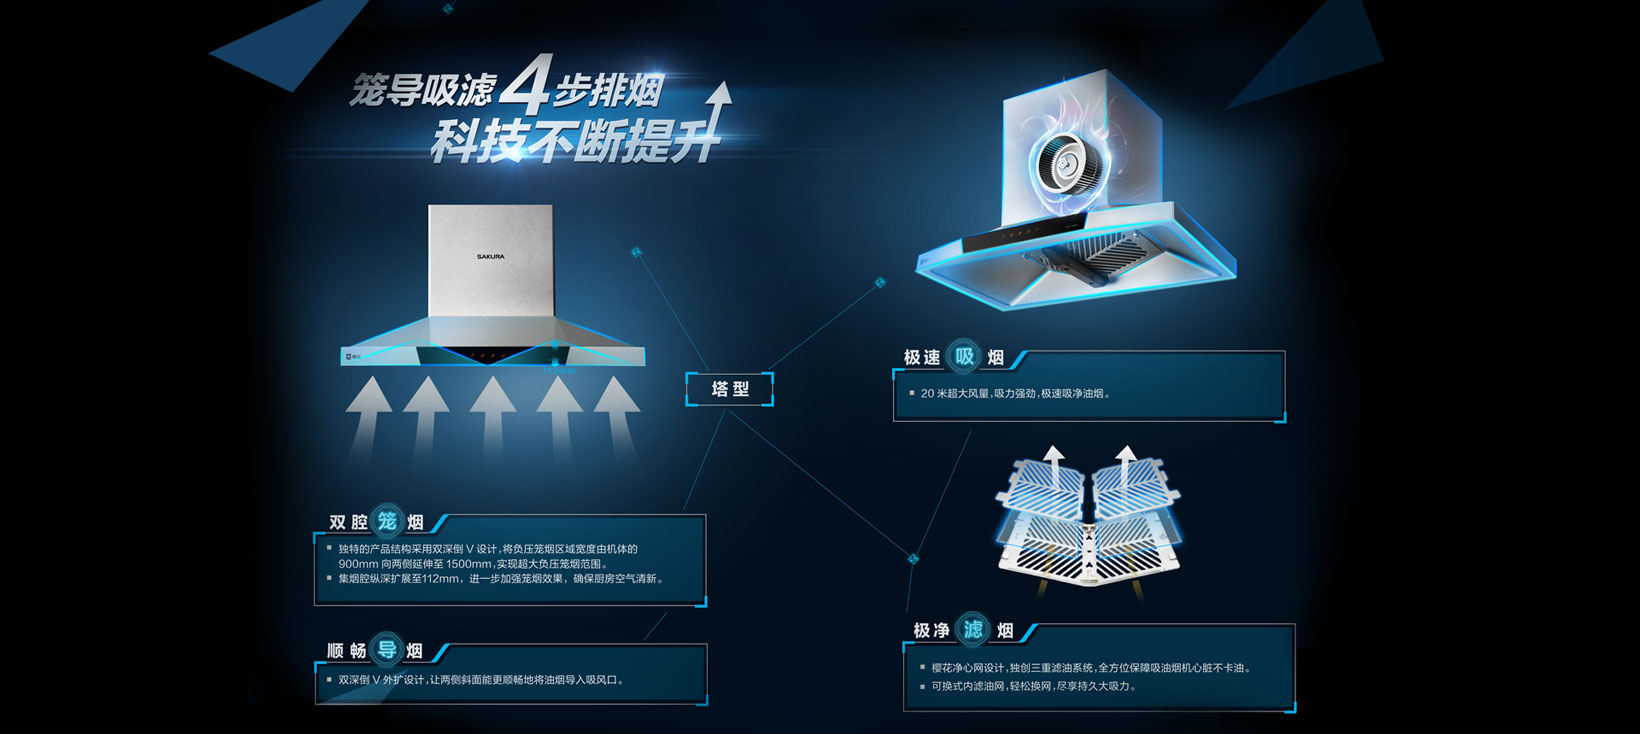 笼导吸滤4步排烟
科技不断提升
SAKURA
112mm
塔型
双腔笼烟
独特的产品结构采用双深倒 V 设计,将负压笼烟区域宽度由机体的
900mm 向两侧延伸至 1500mm,实现超大负压笼烟范围。
集烟腔纵深扩展至112mm，进一步加强笼烟效果，确保厨房空气清新。
顺畅导烟
双深倒 V 外扩设计,让两侧斜面能更顺畅地将油烟导入吸风口。
极速吸烟
20 米超大风量,吸力强劲,极速吸净油烟。
极净滤烟
樱花净心网设计,独创三重滤油系统,全方位保障吸油烟机心脏不卡油。
可换式内滤油网,轻松换网,尽享持久大吸力。